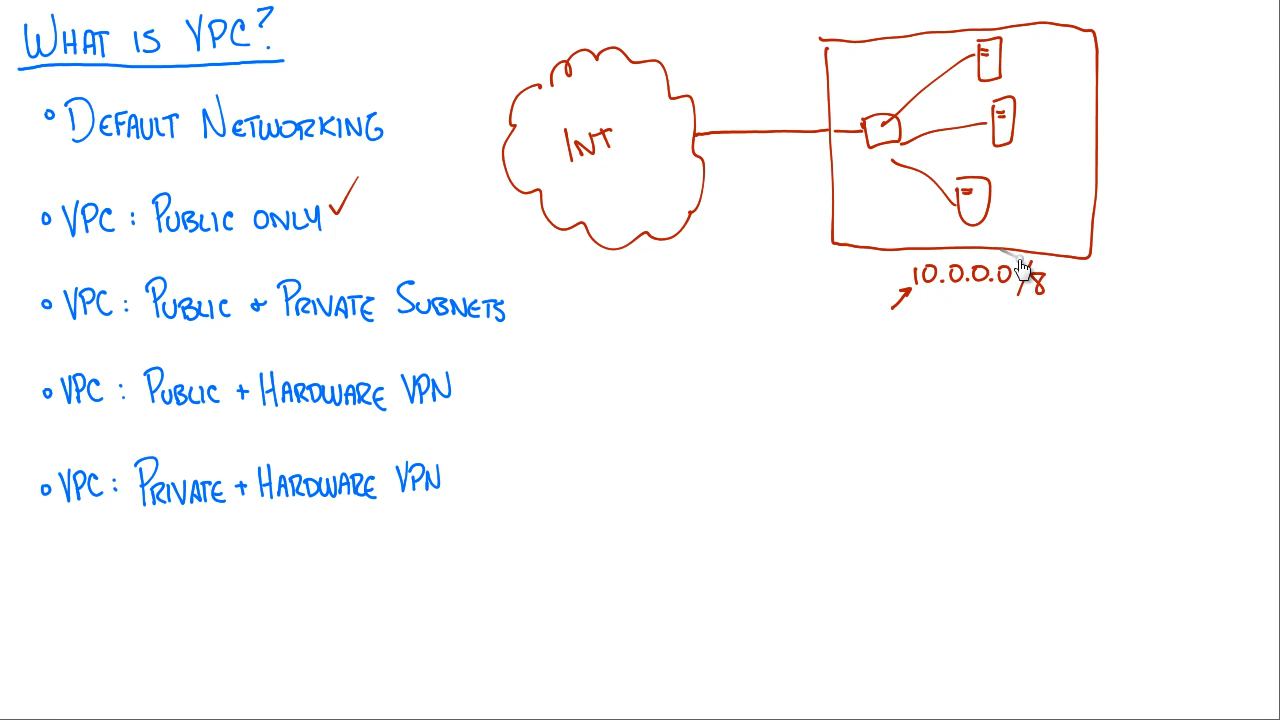 WHAT IS VPC?
• DEFAULT NETWORKING
• VPC : PUBLIC ONLY ✓
• VPC : PUBLIC & PRIVATE SUBNETS
• VPC : PUBLIC + HARDWARE VPN
• VPC : PRIVATE + HARDWARE VPN
INT
10.0.0.0/8